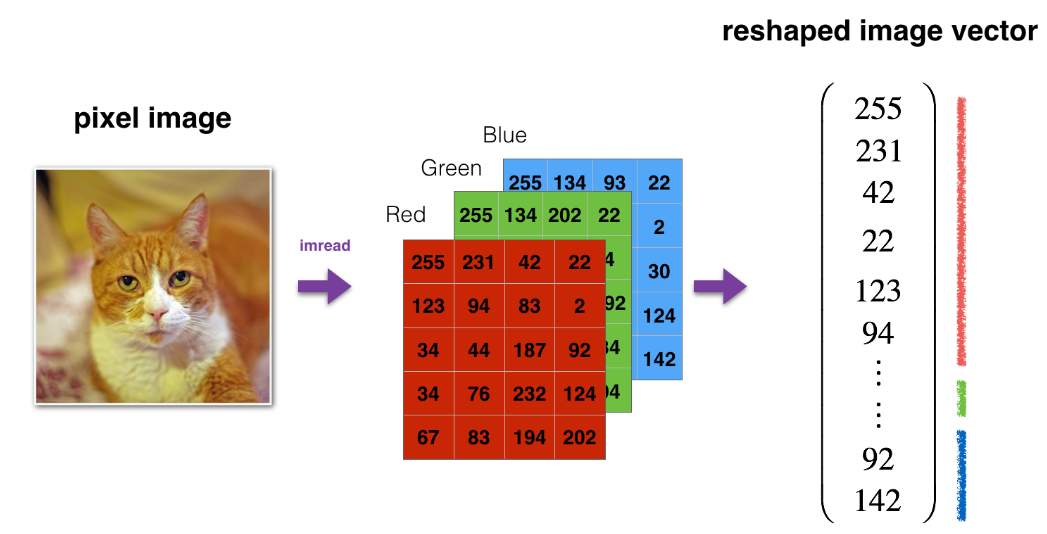 reshaped image vector
pixel image
Blue
Green
Red
imread
255 134 93 22
2
30
124
142
255 134 202 22
255 231 42 22
123 94 83 2
34 44 187 92
34 76 232 124
67 83 194 202
255
231
42
22
123
94
92
142